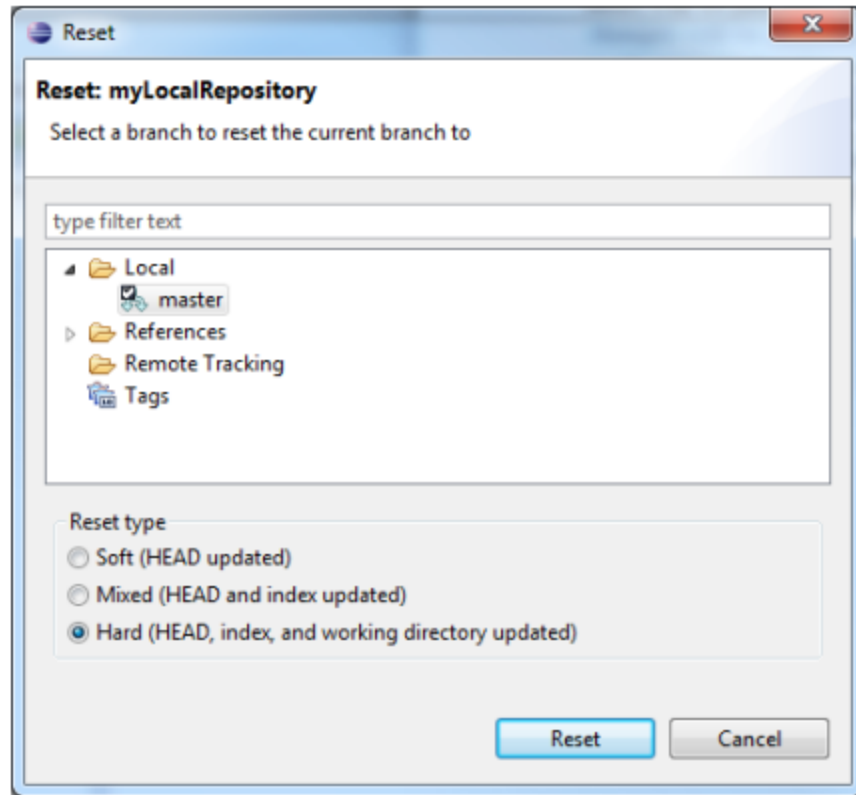 Reset
Reset: myLocalRepository
Select a branch to reset the current branch to
type filter text
Local
master
References
Remote Tracking
Tags
Reset type
Soft (HEAD updated)
Mixed (HEAD and index updated)
Hard (HEAD, index, and working directory updated)
Reset Cancel